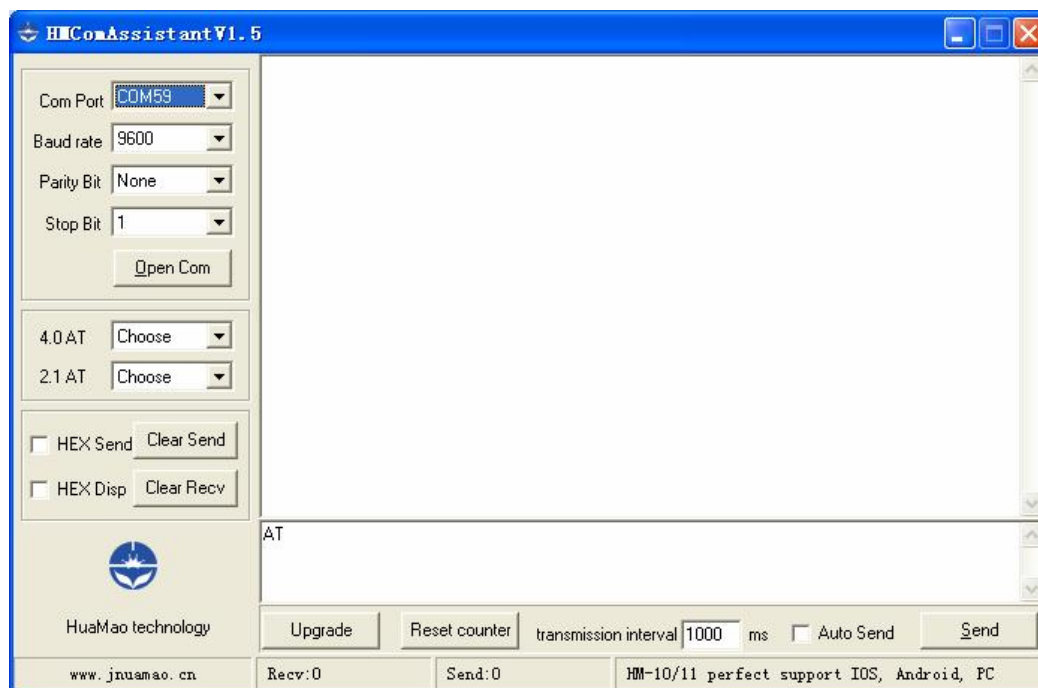 HMComAssistantV1.5
Com Port COM59
Baud rate 9600
Parity Bit None
Stop Bit 1
Open Com
4.0 AT Choose
2.1 AT Choose
HEX Send Clear Send
HEX Disp Clear Recv
HuaMao technology
AT
Upgrade Reset counter transmission interval 1000 ms Auto Send Send
www.jnuamao.cn Recv:0 Send:0 HM-10/11 perfect support IOS, Android, PC